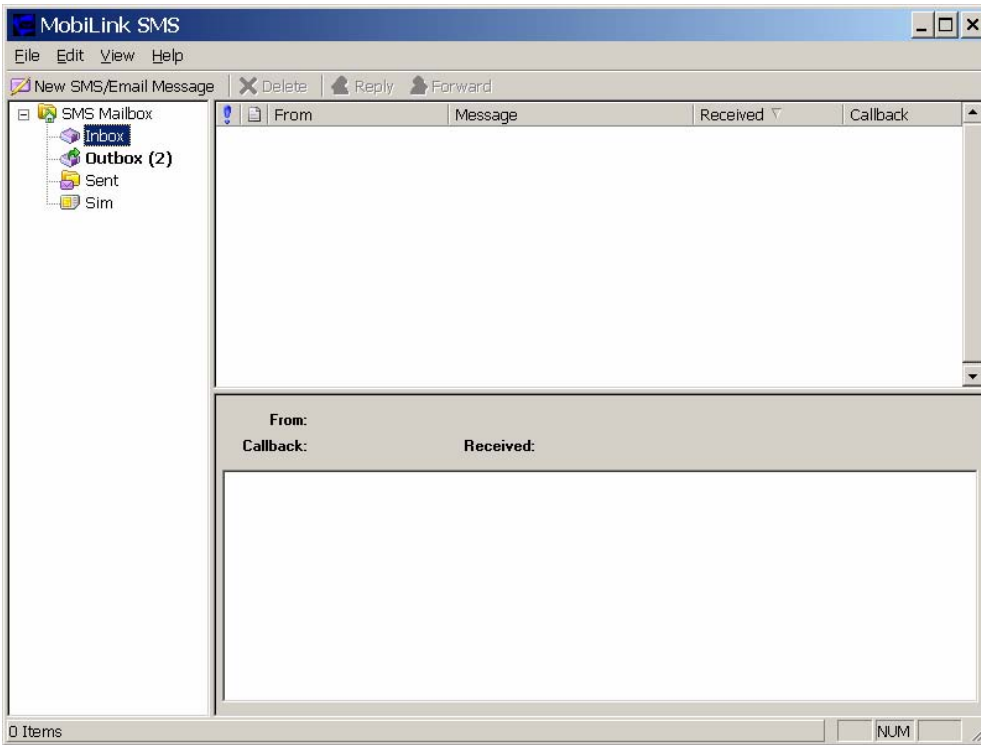 MobiLink SMS
File Edit View Help
New SMS/Email Message Delete Reply Forward
SMS Mailbox
Inbox
Outbox (2)
Sent
Sim
From Message Received Callback
From:
Callback: Received:
0 Items NUM